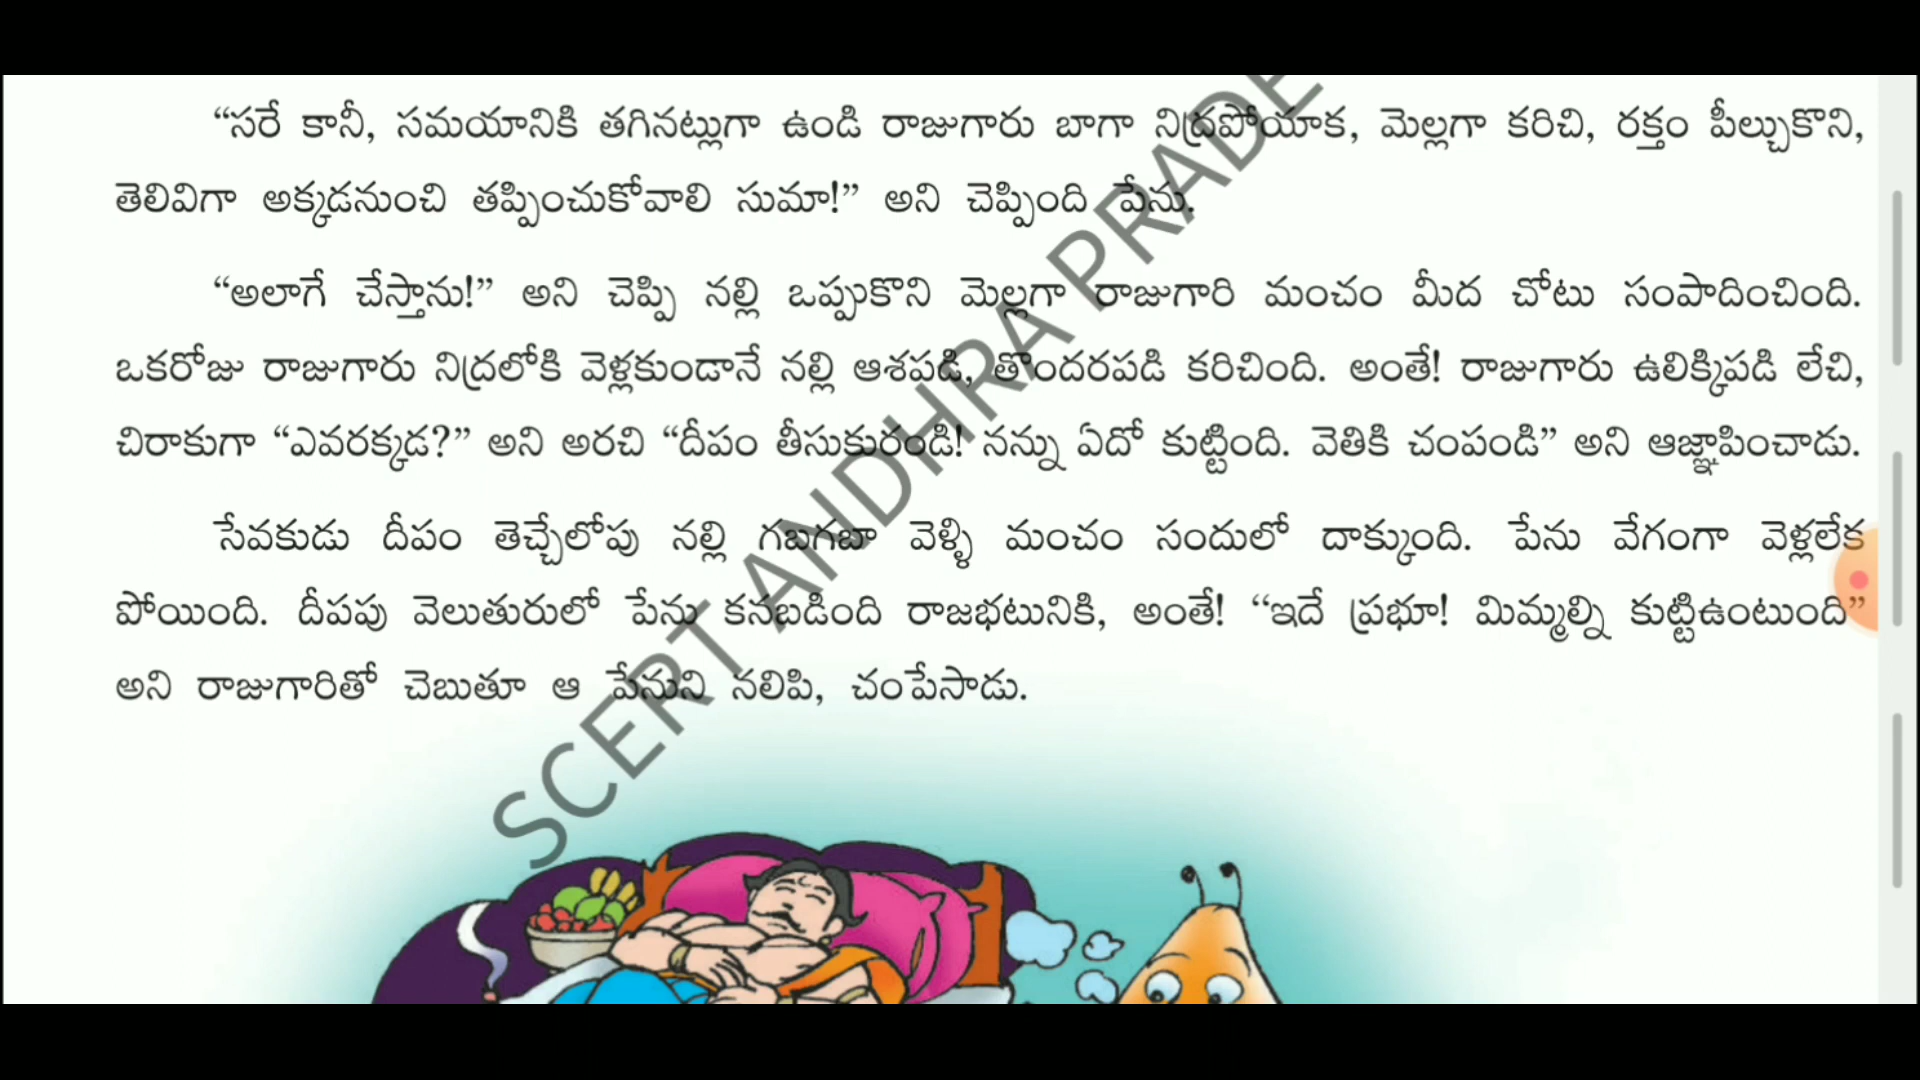 “సరే కానీ, సమయానికి తగినట్లుగా ఉండి రాజుగారు బాగా నిద్రపోయాక, మెల్లగా కరిచి, రక్తం పీల్చుకొని,
తెలివిగా అక్కడనుంచి తప్పించుకోవాలి సుమా!” అని చెప్పింది పేను.
“అలాగే చేస్తాను!” అని చెప్పి నల్లి ఒప్పుకొని మెల్లగా రాజుగారి మంచం మీద చోటు సంపాదించింది.
ఒకరోజు రాజుగారు నిద్రలోకి వెళ్లకుండానే నల్లి ఆశపడి, తొందరపడి కరిచింది. అంతే! రాజుగారు ఉలిక్కిపడి లేచి,
చిరాకుగా “ఎవరక్కడ?” అని అరచి “దీపం తీసుకురండి! నన్ను ఏదో కుట్టింది. వెతికి చంపండి” అని ఆజ్ఞాపించాడు.
సేవకుడు దీపం తెచ్చేలోపు నల్లి గబగబా వెళ్ళి మంచం సందులో దాక్కుంది. పేను వేగంగా వెళ్లలేక
పోయింది. దీపపు వెలుతురులో పేను కనబడింది రాజభటునికి, అంతే! “ఇదే ప్రభూ! మిమ్మల్ని కుట్టిఉంటుంది”
అని రాజుగారితో చెబుతూ ఆ పేనుని నలిపి, చంపేసాడు.
SCERT ANDHRA PRADE